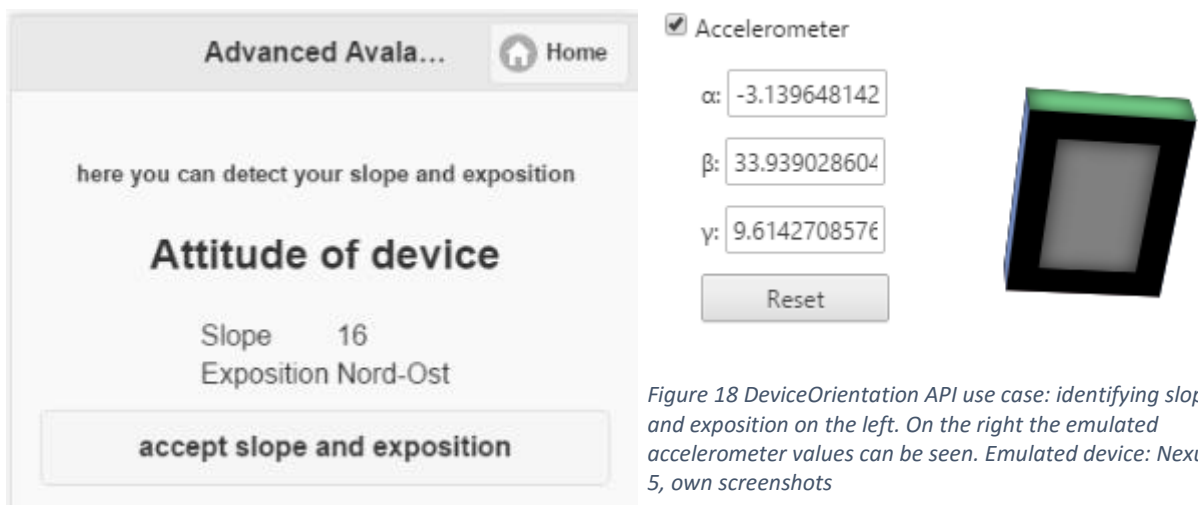 Advanced Avala...
Home
here you can detect your slope and exposition
Attitude of device
Slope 16
Exposition Nord-Ost
accept slope and exposition
Accelerometer
α: -3.139648142
β: 33.939028604
γ: 9.6142708576
Reset
Figure 18 DeviceOrientation API use case: identifying slop
and exposition on the left. On the right the emulated
accelerometer values can be seen. Emulated device: Nexu
5, own screenshots